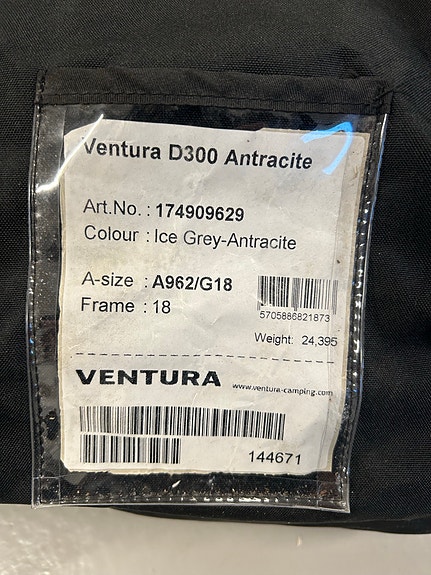 Ventura D300 Antracite
Art.No. : 174909629
Colour : Ice Grey-Antracite
A-size : A962/G18
Frame : 18
5705886821873
Weight: 24,395
VENTURA www.ventura-camping.com
144671